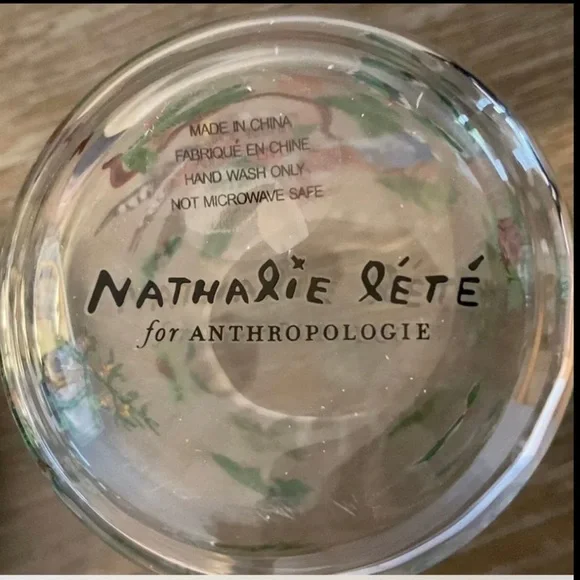 MADE IN CHINA
FABRIQUÉ EN CHINE
HAND WASH ONLY
NOT MICROWAVE SAFE
NATHALIE LÉTÉ
for ANTHROPOLOGIE